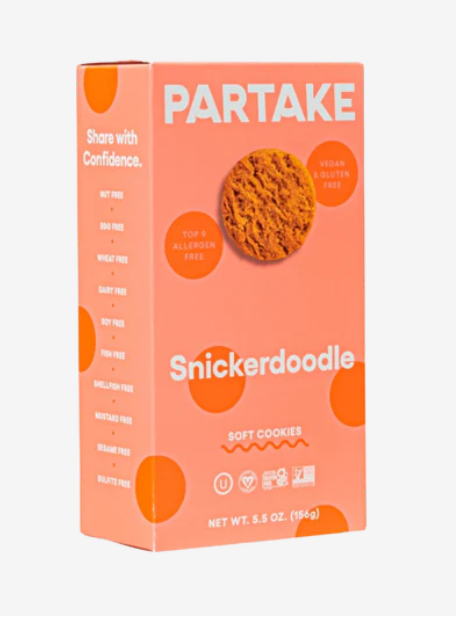 PARTAKE
VEGAN
& GLUTEN
FREE
TOP 9
ALLERGEN
FREE
Snickerdoodle
SOFT COOKIES
U
NET WT. 5.5 OZ. (156g)
Share with
Confidence.
NUT FREE
EGG FREE
WHEAT FREE
DAIRY FREE
SOY FREE
FISH FREE
SHELLFISH FREE
MUSTARD FREE
SESAME FREE
SULFITE FREE